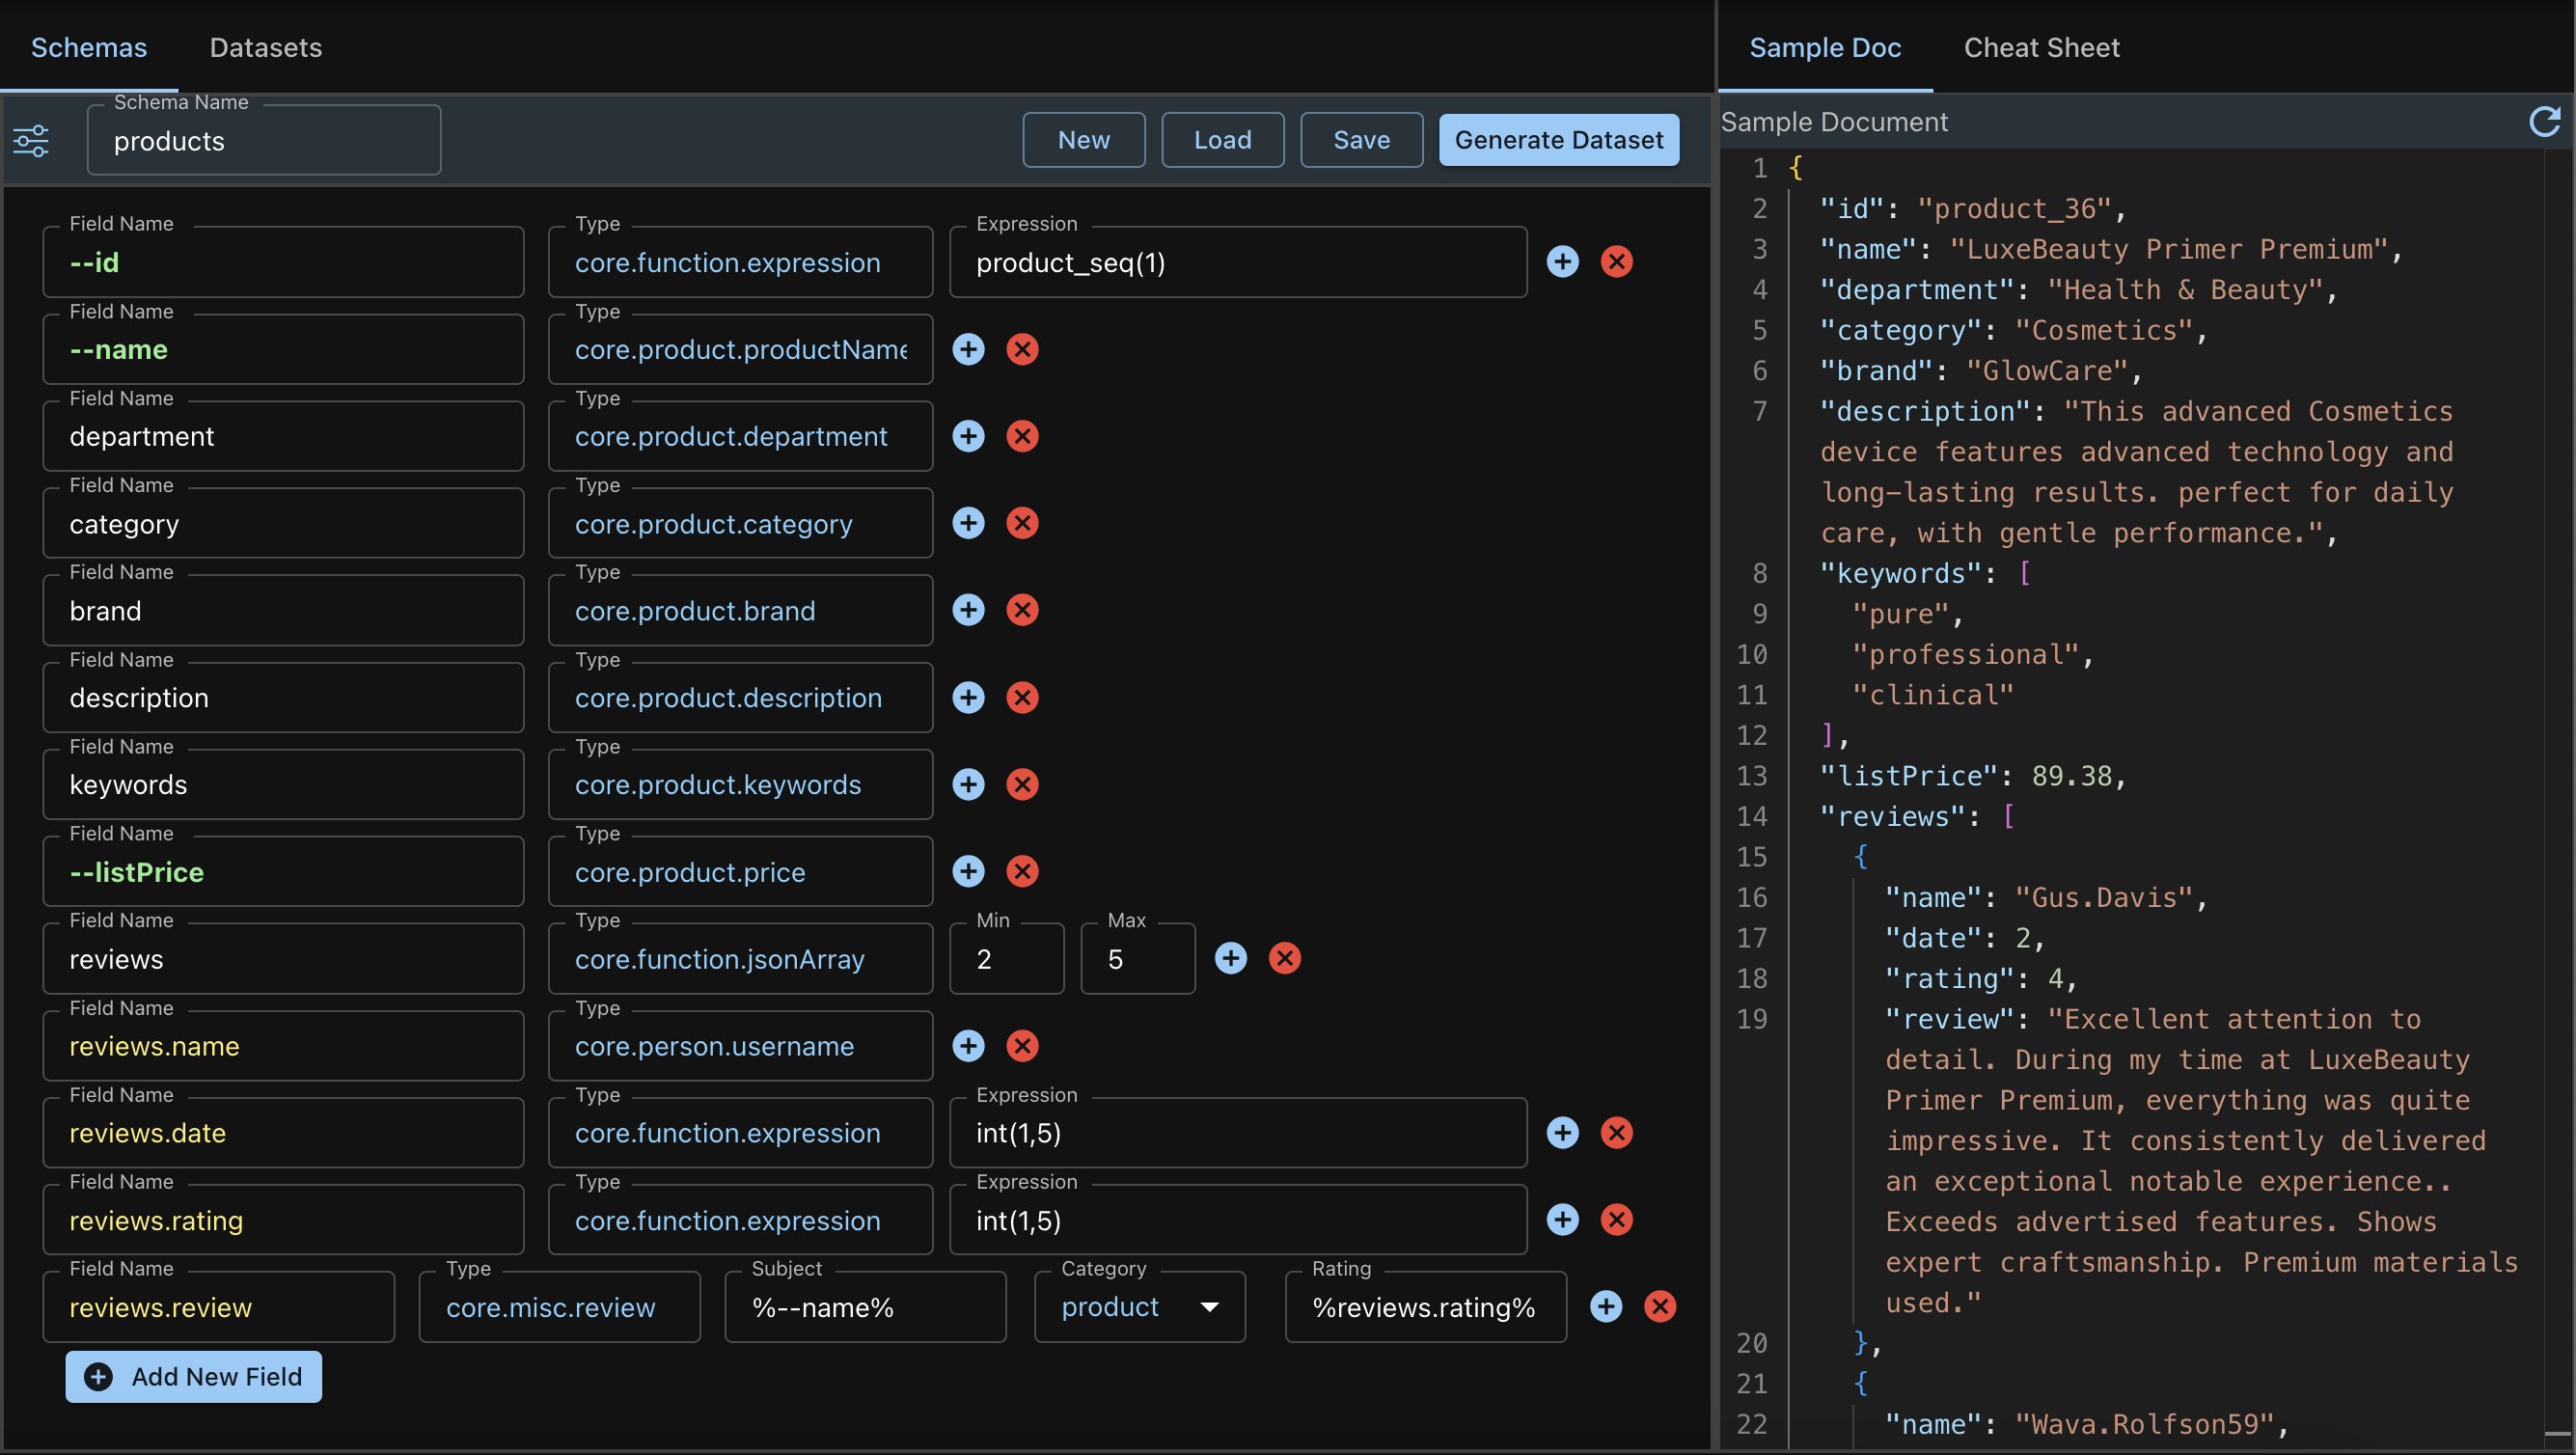 Schemas Datasets
Schema Name
products
New Load Save Generate Dataset
Field Name Type Expression
--id core.function.expression product_seq(1)
Field Name Type
--name core.product.productName
Field Name Type
department core.product.department
Field Name Type
category core.product.category
Field Name Type
brand core.product.brand
Field Name Type
description core.product.description
Field Name Type
keywords core.product.keywords
Field Name Type
--listPrice core.product.price
Field Name Type Min Max
reviews core.function.jsonArray 2 5
Field Name Type
reviews.name core.person.username
Field Name Type Expression
reviews.date core.function.expression int(1,5)
Field Name Type Expression
reviews.rating core.function.expression int(1,5)
Field Name Type Subject Category Rating
reviews.review core.misc.review %--name% product %reviews.rating%
Add New Field
Sample Doc Cheat Sheet
Sample Document
1 {
2 "id": "product_36",
3 "name": "LuxeBeauty Primer Premium",
4 "department": "Health & Beauty",
5 "category": "Cosmetics",
6 "brand": "GlowCare",
7 "description": "This advanced Cosmetics
device features advanced technology and
long-lasting results. perfect for daily
care, with gentle performance.",
8 "keywords": [
9 "pure",
10 "professional",
11 "clinical"
12 ],
13 "listPrice": 89.38,
14 "reviews": [
15 {
16 "name": "Gus.Davis",
17 "date": 2,
18 "rating": 4,
19 "review": "Excellent attention to
detail. During my time at LuxeBeauty
Primer Premium, everything was quite
impressive. It consistently delivered
an exceptional notable experience..
Exceeds advertised features. Shows
expert craftsmanship. Premium materials
used."
20 },
21 {
22 "name": "Wava.Rolfson59",